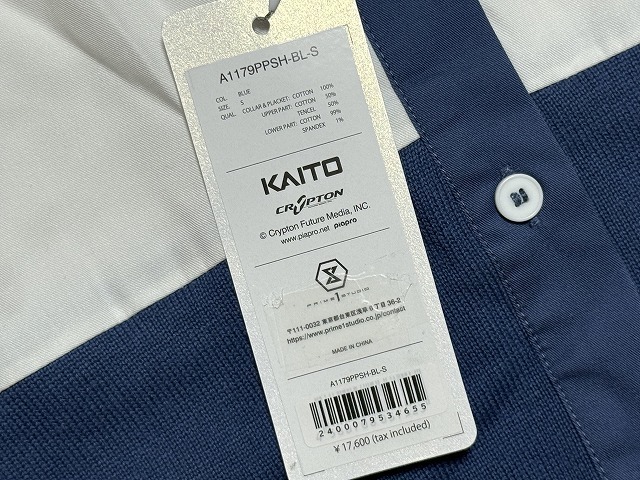 A1179PPSH-BL-S
COL. BLUE
SIZE. S
QUAL. COLLAR & PLACKET: COTTON 100%
UPPER PART: COTTON 50%
TENCEL 50%
LOWER PART: COTTON 99%
SPANDEX 1%
KAITO
CRYPTON
© Crypton Future Media, INC.
www.piapro.net piapro
PRIME 1 STUDIO
〒111-0032 東京都台東区浅草6丁目36-2
https://www.prime1studio.co.jp/contact
MADE IN CHINA
A1179PPSH-BL-S
2400079534655
¥17,600 (tax included)